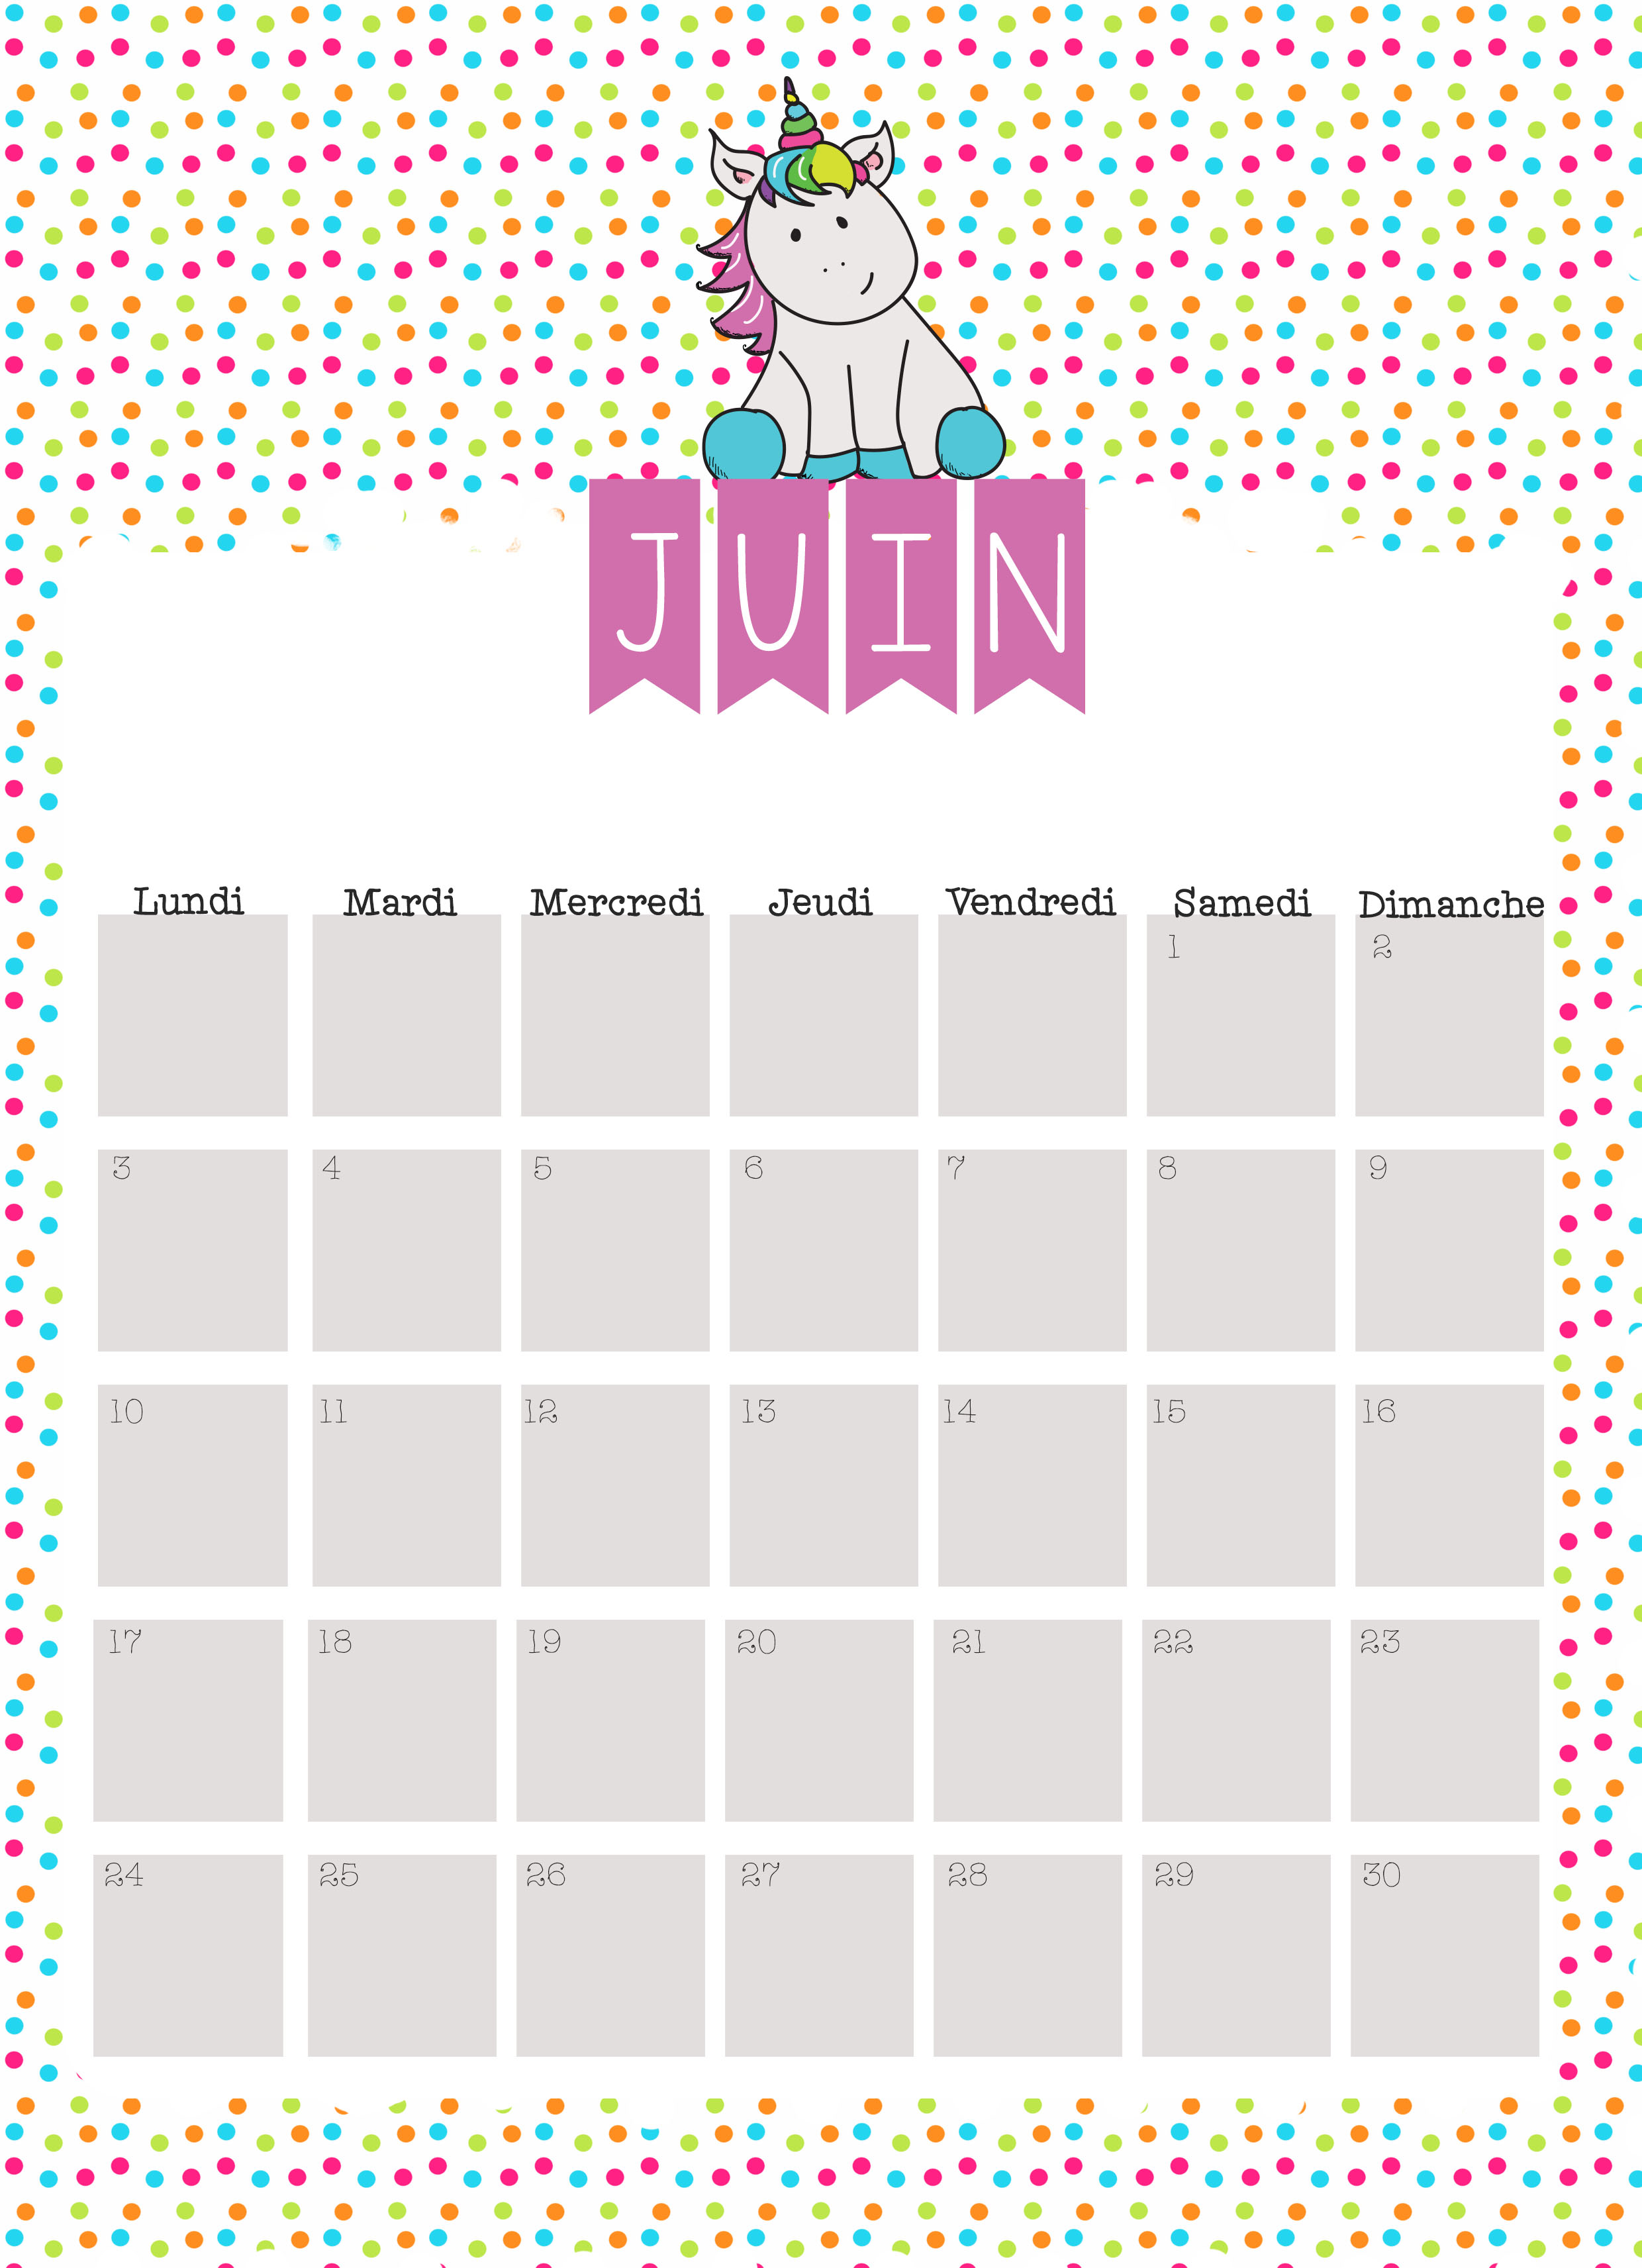 JUIN
Lundi Mardi Mercredi Jeudi Vendredi Samedi Dimanche
1 2
3 4 5 6 7 8 9
10 11 12 13 14 15 16
17 18 19 20 21 22 23
24 25 26 27 28 29 30